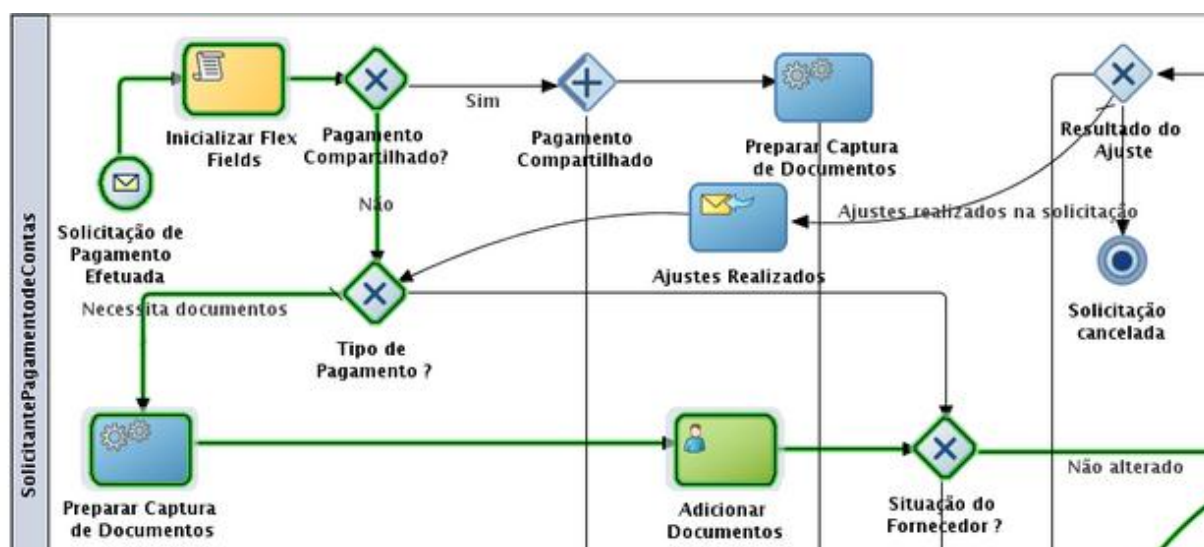 SolicitantePagamentodeContas
Inicializar Flex
Fields
Pagamento
Compartilhado?
Sim
Pagamento
Compartilhado
Preparar Captura
de Documentos
Resultado do
Ajuste
Solicitação de
Pagamento
Efetuada
Não
Ajustes realizados na solicitação
Ajustes Realizados
Necessita documentos
Tipo de
Pagamento ?
Solicitação
cancelada
Preparar Captura
de Documentos
Adicionar
Documentos
Situação do
Fornecedor ?
Não alterado